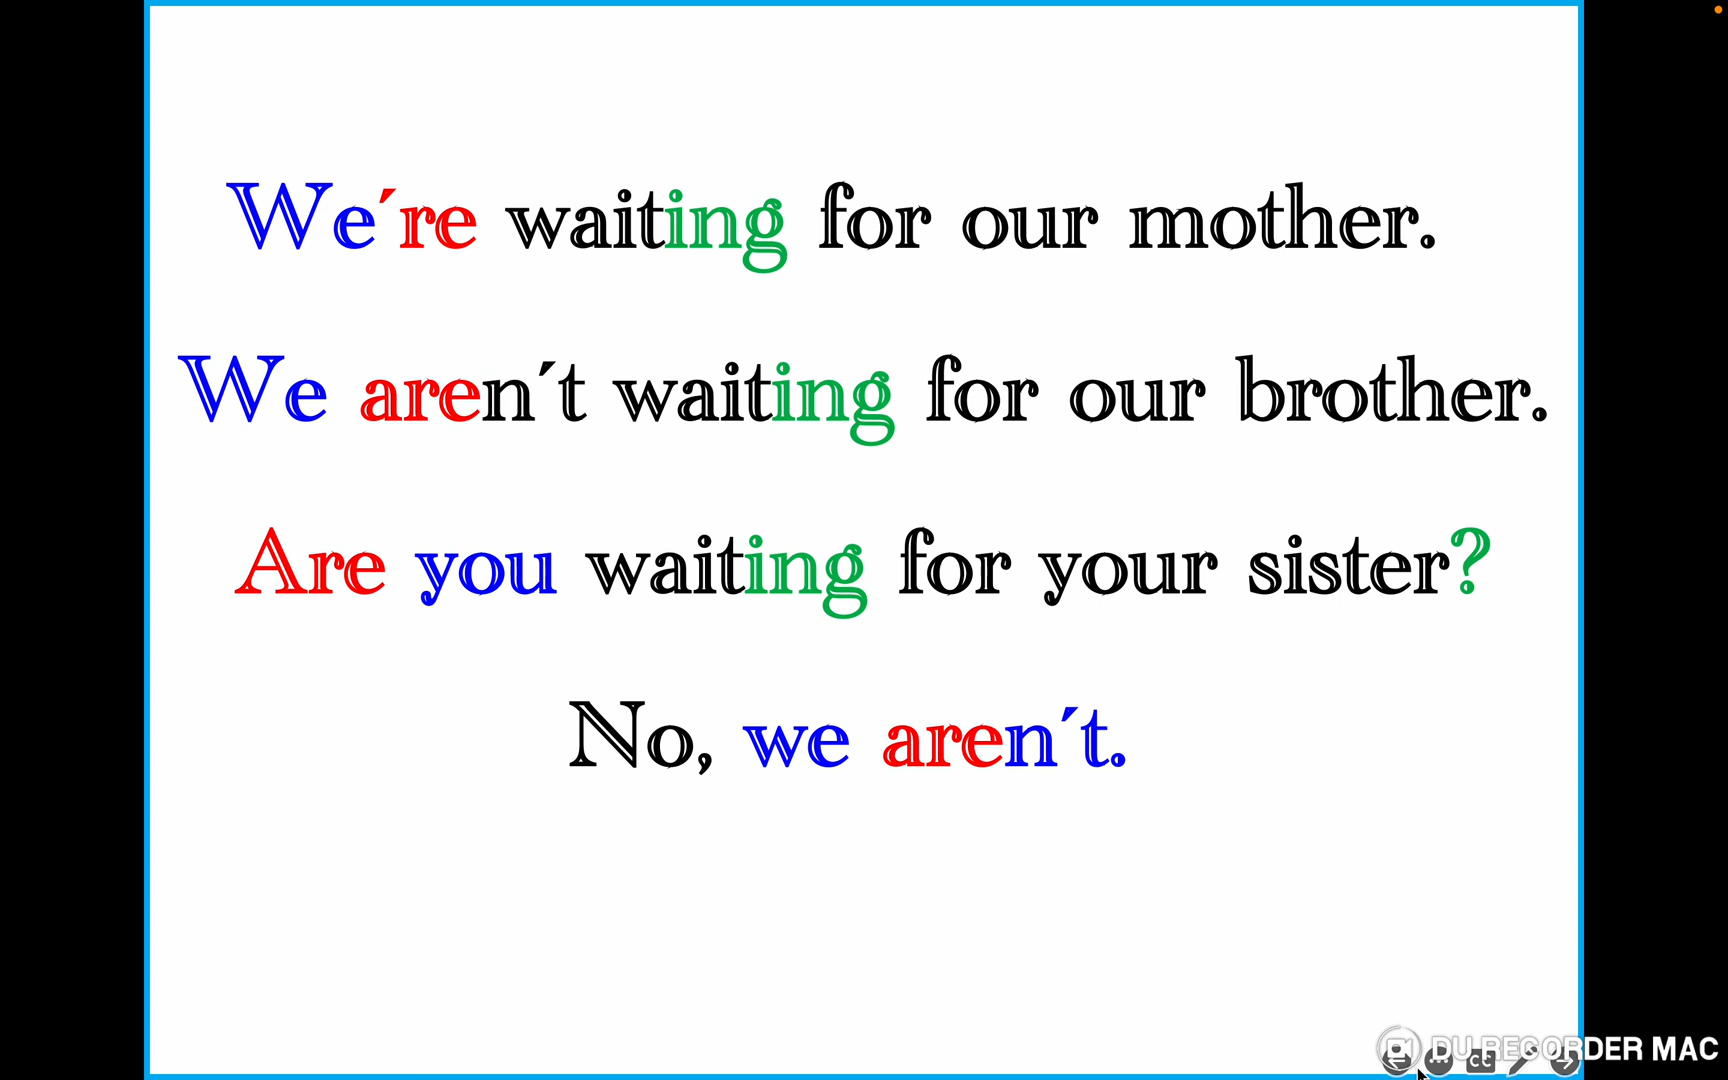 We´re waiting for our mother.
We aren´t waiting for our brother.
Are you waiting for your sister?
No, we aren´t.
DU RECORDER MAC
CC